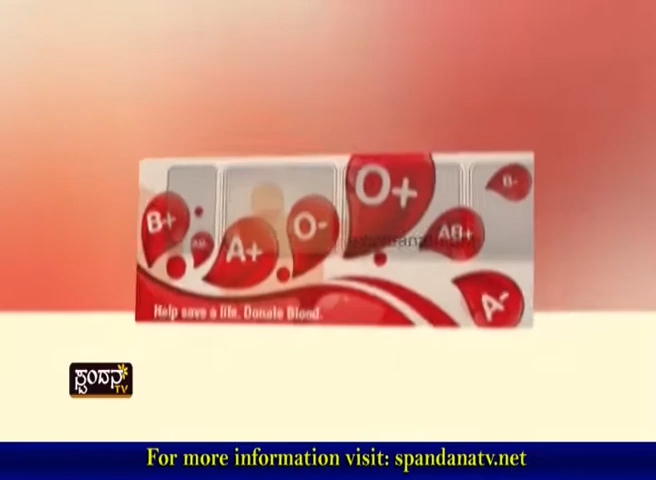 O+
B-
B+
O-
AB+
A+
A-
Help save a life. Donate Blood.
ಸ್ಪಂದನ
TV
For more information visit: spandanatv.net